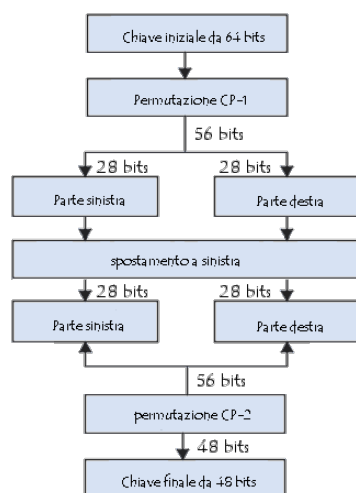 Chiave iniziale da 64 bits
Permutazione CP-1
56 bits
28 bits 28 bits
Parte sinistra Parte destra
spostamento a sinistra
28 bits 28 bits
Parte sinistra Parte destra
56 bits
permutazione CP-2
48 bits
Chiave finale da 48 bits